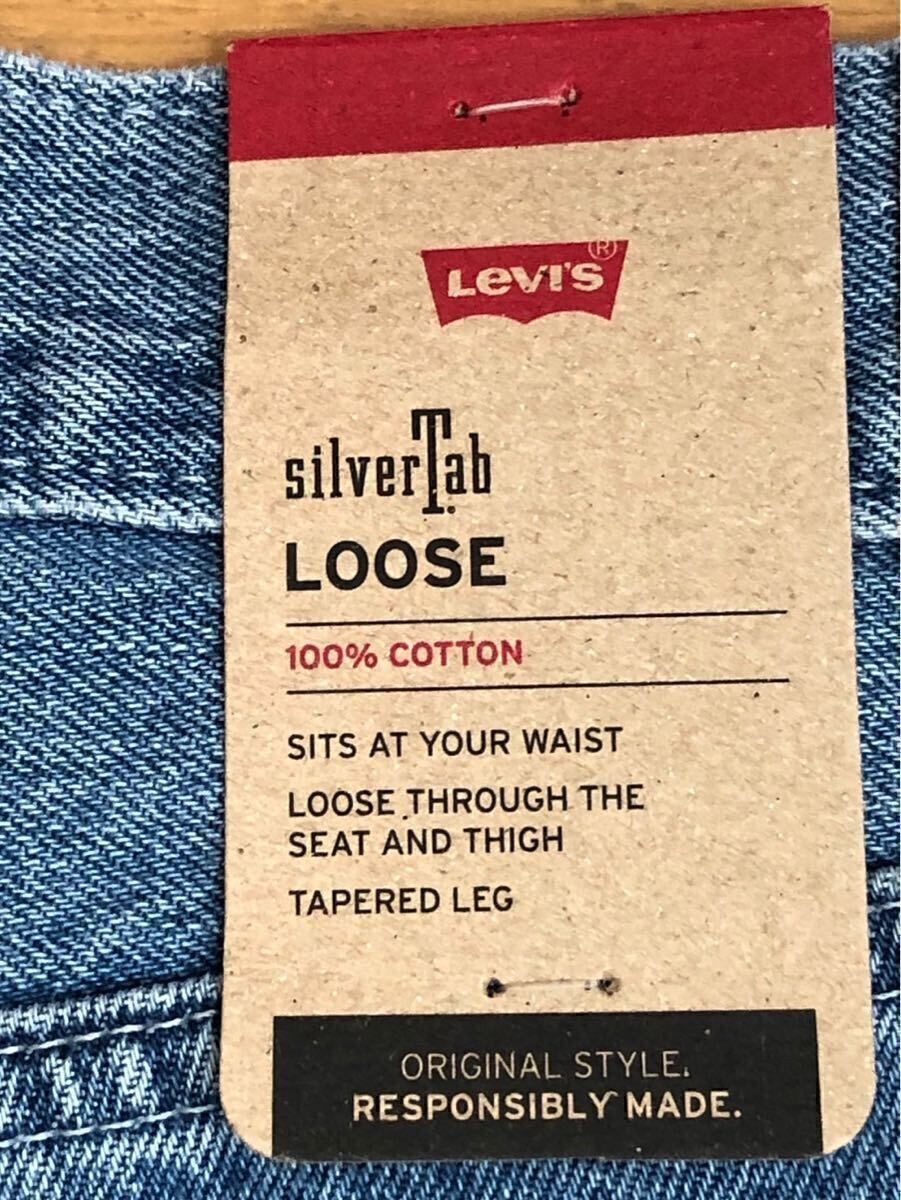 LEVI'S®
silverTab
LOOSE
100% COTTON
SITS AT YOUR WAIST
LOOSE THROUGH THE
SEAT AND THIGH
TAPERED LEG
ORIGINAL STYLE.
RESPONSIBLY MADE.